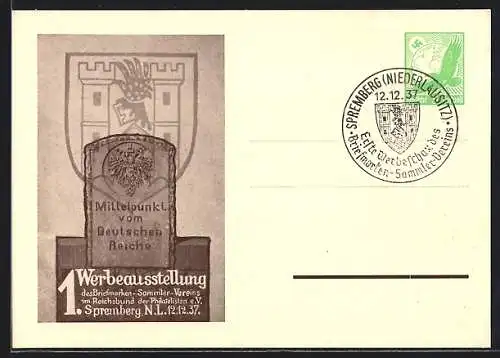 Mittelpunkt
vom
Deutschen
Reiche
1. Werbeausstellung
des Briefmarken-Sammler-Vereins
im Reichsbund der Philatelisten e.V.
Spremberg, N.L. 12.12.37.
SPREMBERG (NIEDERLAUSITZ)
12.12.37
Erste Werbeschau des
Briefmarken-Sammler-Vereins